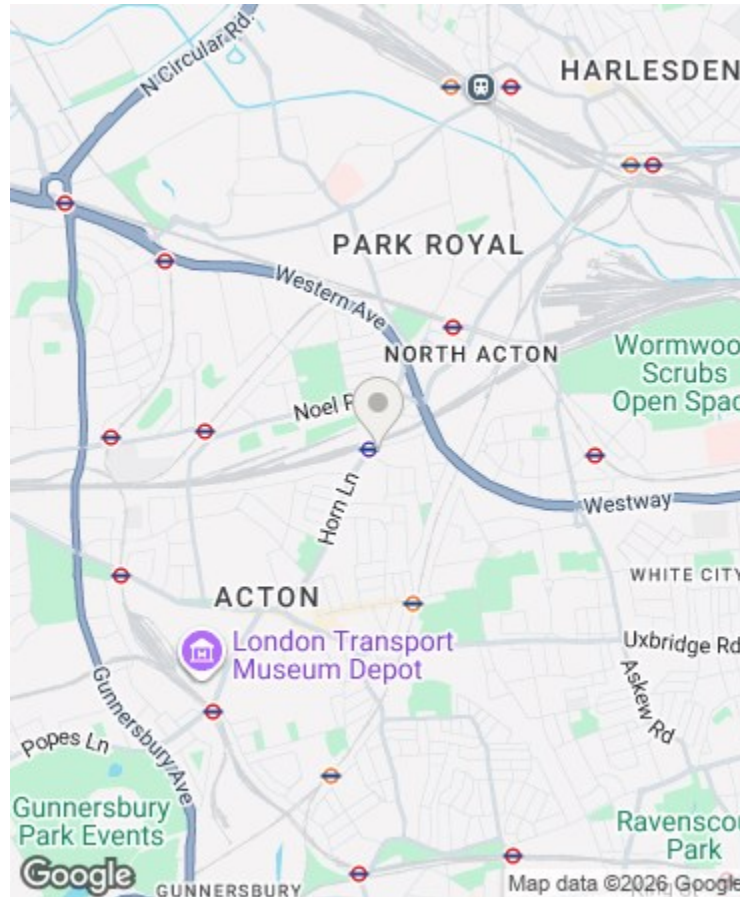 N Circular Rd.
HARLESDEN
PARK ROYAL
Western Ave
NORTH ACTON
Wormwood
Scrubs
Open Spac
Noel
Horn Ln
Westway
WHITE CITY
ACTON
London Transport
Museum Depot
Uxbridge Rd
Askew Rd
Gunnersbury Ave
Popes Ln
Gunnersbury
Park Events
Ravenscou
Park
Google
GUNNERSBURY
Map data ©2026 Google